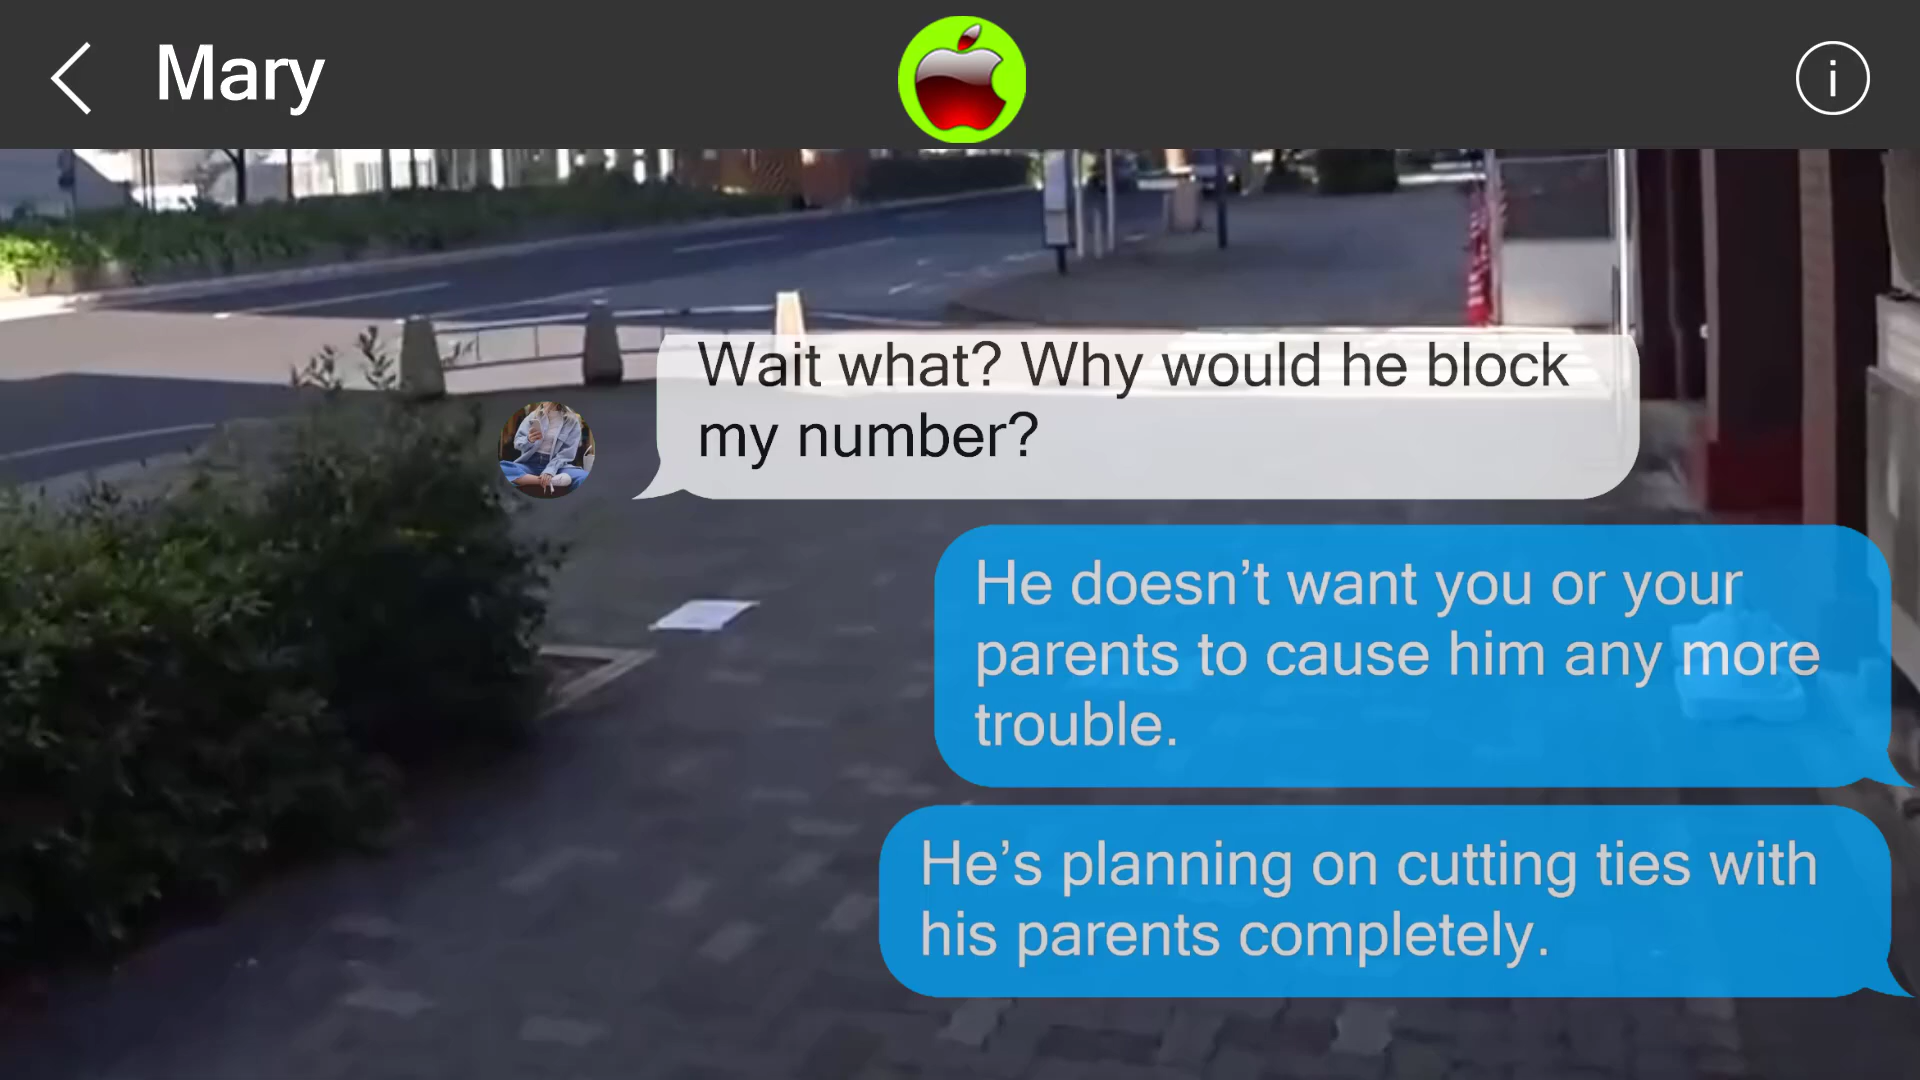 Mary
i
Wait what? Why would he block
my number?
He doesn’t want you or your
parents to cause him any more
trouble.
He’s planning on cutting ties with
his parents completely.